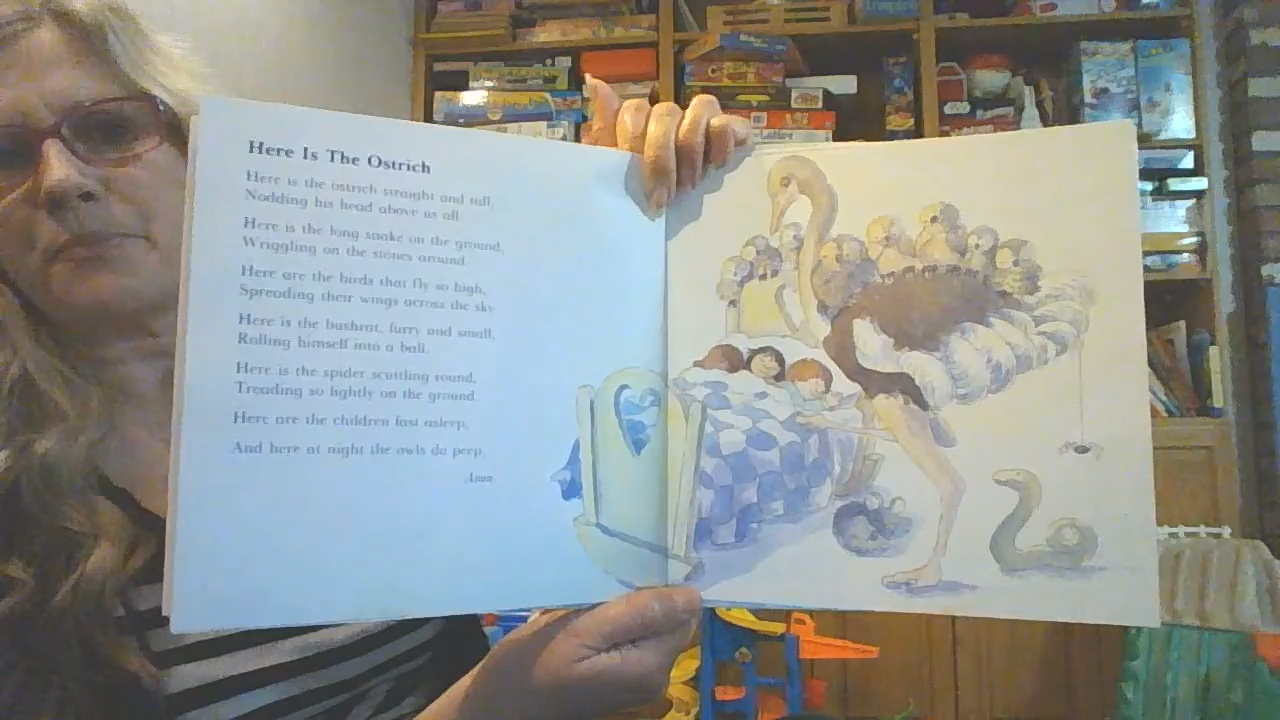 Here Is The Ostrich
Here is the ostrich straight and tall,
Nodding his head above us all.
Here is the long snake on the ground,
Wriggling on the stones around.
Here are the birds that fly so high,
Spreading their wings across the sky.
Here is the bushrat, furry and small,
Rolling himself into a ball.
Here is the spider scuttling round,
Treading so lightly on the ground.
Here are the children fast asleep,
And here at night the owls do peep.
Anon